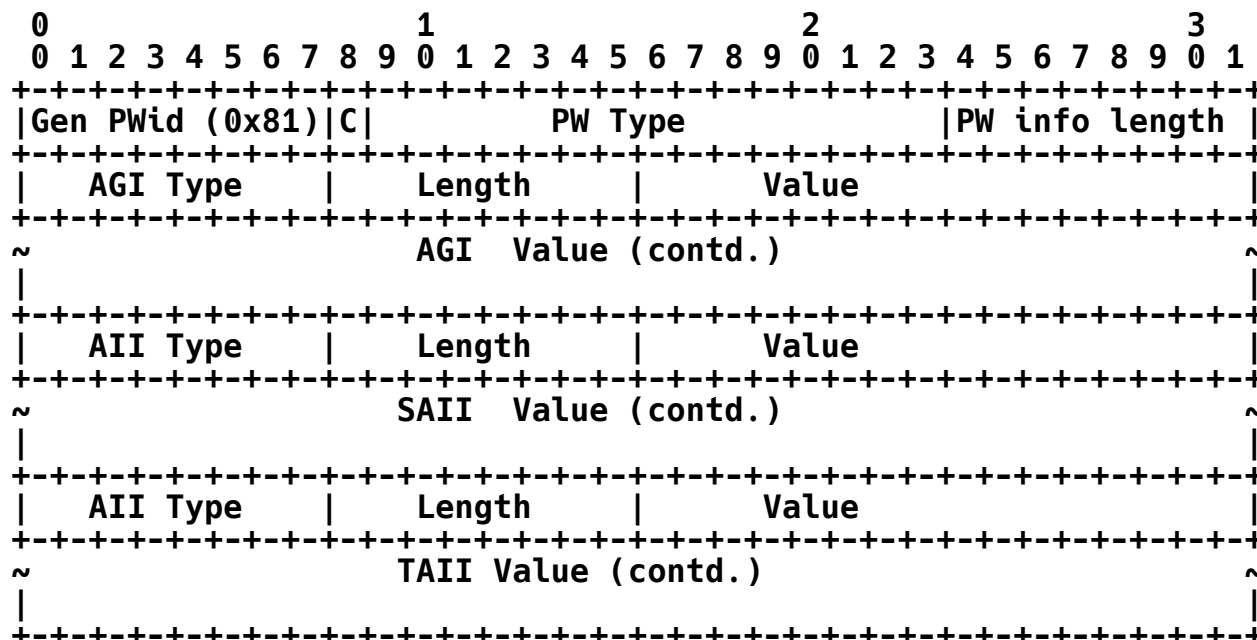 0                   1                   2                   3
 0 1 2 3 4 5 6 7 8 9 0 1 2 3 4 5 6 7 8 9 0 1 2 3 4 5 6 7 8 9 0 1
+-+-+-+-+-+-+-+-+-+-+-+-+-+-+-+-+-+-+-+-+-+-+-+-+-+-+-+-+-+-+-+-+
|Gen PWid (0x81)|C|         PW Type             |PW info length |
+-+-+-+-+-+-+-+-+-+-+-+-+-+-+-+-+-+-+-+-+-+-+-+-+-+-+-+-+-+-+-+-+
|   AGI Type    |    Length     |      Value                    |
+-+-+-+-+-+-+-+-+-+-+-+-+-+-+-+-+-+-+-+-+-+-+-+-+-+-+-+-+-+-+-+-+
~                    AGI  Value (contd.)                        ~
|                                                               |
+-+-+-+-+-+-+-+-+-+-+-+-+-+-+-+-+-+-+-+-+-+-+-+-+-+-+-+-+-+-+-+-+
|   AII Type    |    Length     |      Value                    |
+-+-+-+-+-+-+-+-+-+-+-+-+-+-+-+-+-+-+-+-+-+-+-+-+-+-+-+-+-+-+-+-+
~                   SAII  Value (contd.)                        ~
|                                                               |
+-+-+-+-+-+-+-+-+-+-+-+-+-+-+-+-+-+-+-+-+-+-+-+-+-+-+-+-+-+-+-+-+
|   AII Type    |    Length     |      Value                    |
+-+-+-+-+-+-+-+-+-+-+-+-+-+-+-+-+-+-+-+-+-+-+-+-+-+-+-+-+-+-+-+-+
~                   TAII Value (contd.)                         ~
|                                                               |
+-+-+-+-+-+-+-+-+-+-+-+-+-+-+-+-+-+-+-+-+-+-+-+-+-+-+-+-+-+-+-+-+